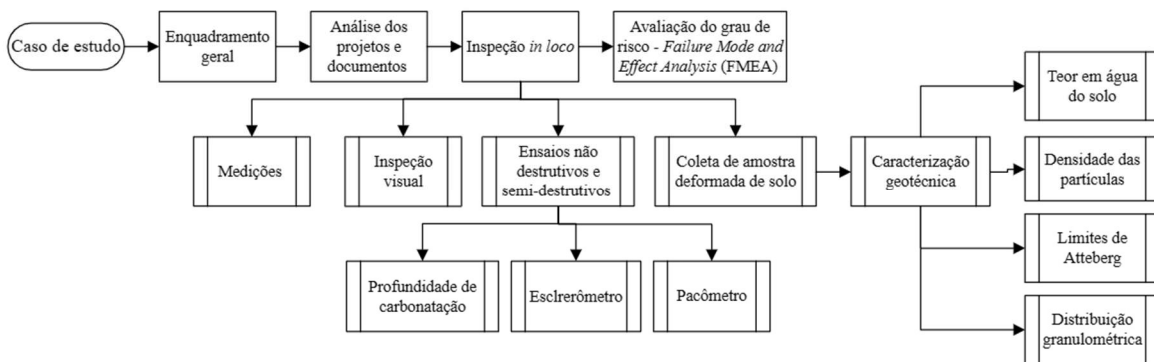 Caso de estudo
Enquadramento
geral
Análise dos
projetos e
documentos
Inspeção in loco
Avaliação do grau de
risco - Failure Mode and
Effect Analysis (FMEA)
Medições
Inspeção
visual
Ensaios não
destrutivos e
semi-destrutivos
Coleta de amostra
deformada de solo
Caracterização
geotécnica
Teor em água
do solo
Densidade das
partículas
Limites de
Atteberg
Distribuição
granulométrica
Profundidade de
carbonatação
Esclrerômetro
Pacômetro